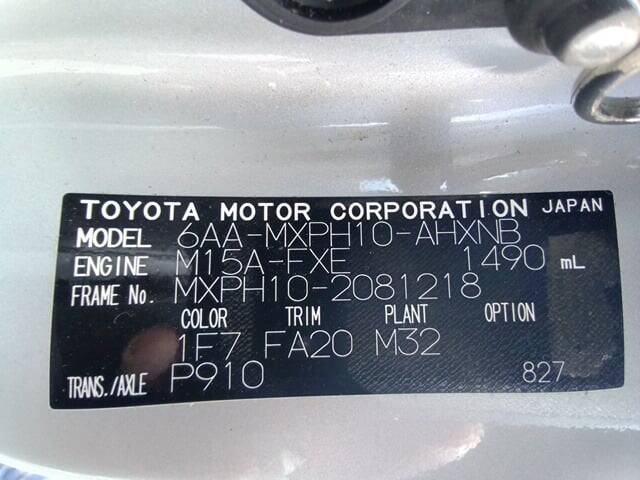 TOYOTA MOTOR CORPORATION JAPAN
MODEL 6AA-MXPH10-AHXNB
ENGINE M15A-FXE 1490 mL
FRAME No. MXPH10-2081218
COLOR TRIM PLANT OPTION
1F7 FA20 M32
TRANS./AXLE P910 827